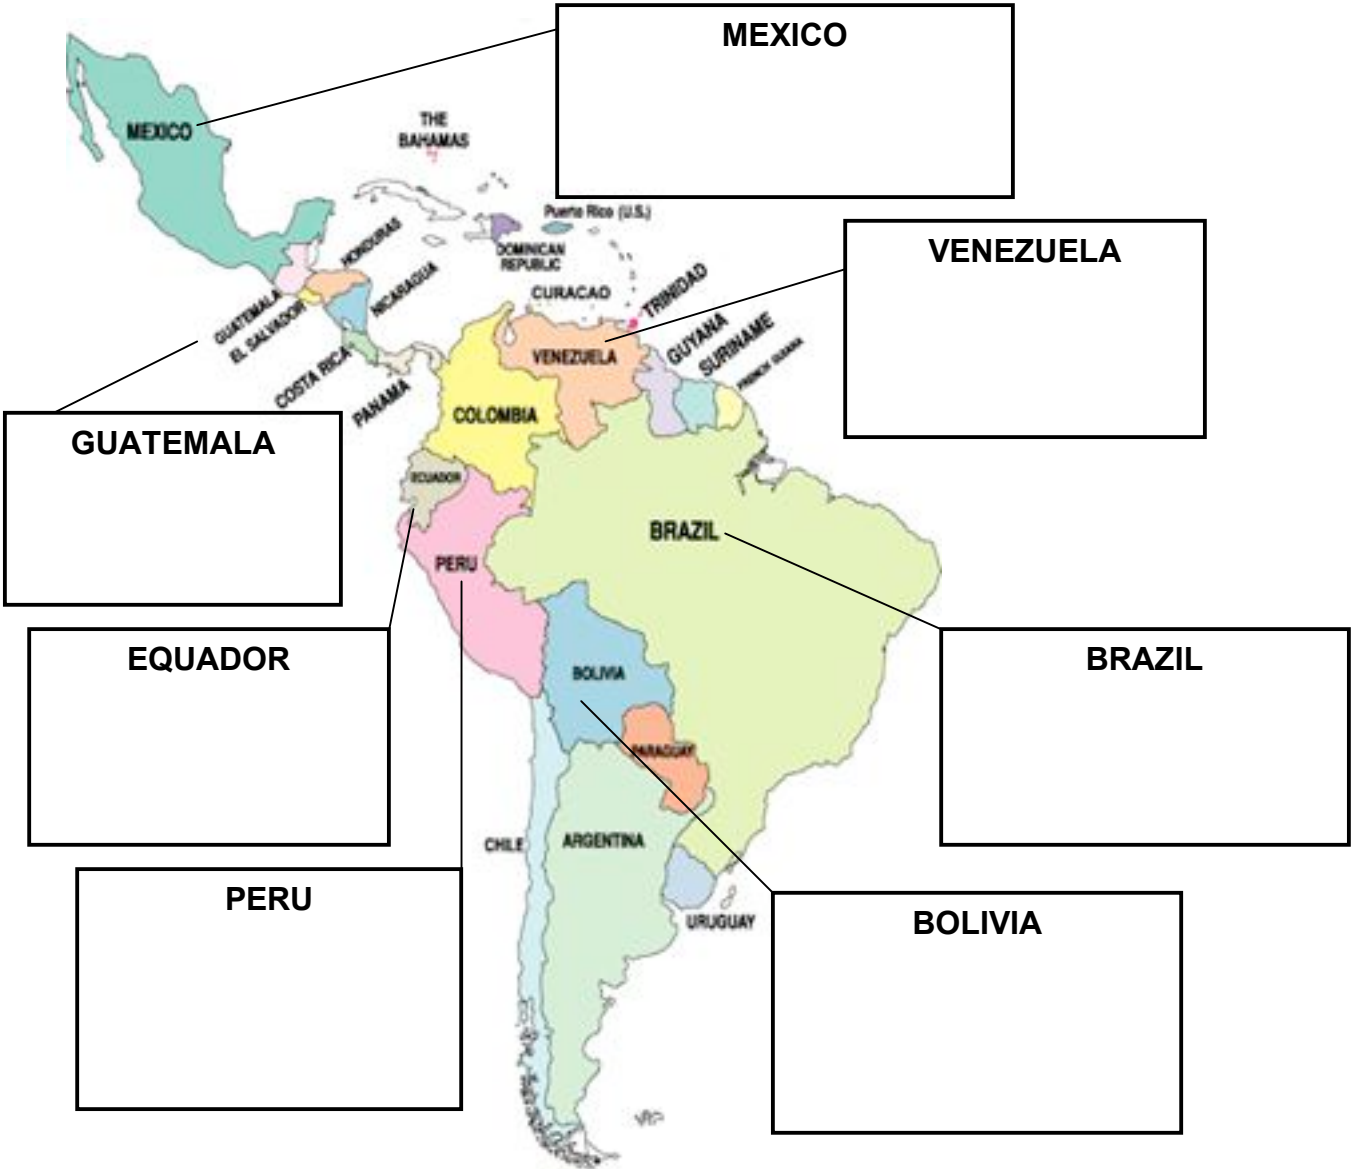 MEXICO
MEXICO
THE
BAHAMAS
Puerto Rico (U.S.)
VENEZUELA
HONDURAS
DOMINICAN
REPUBLIC
NICARAGUA
CURACAO
TRINIDAD
GUATEMALA
EL SALVADOR
GUYANA
SURINAME
FRENCH GUIANA
VENEZUELA
COSTA RICA
PANAMA
COLOMBIA
GUATEMALA
ECUADOR
BRAZIL
PERU
EQUADOR
BRAZIL
BOLIVIA
PARAGUAY
CHILE
ARGENTINA
PERU
URUGUAY
BOLIVIA